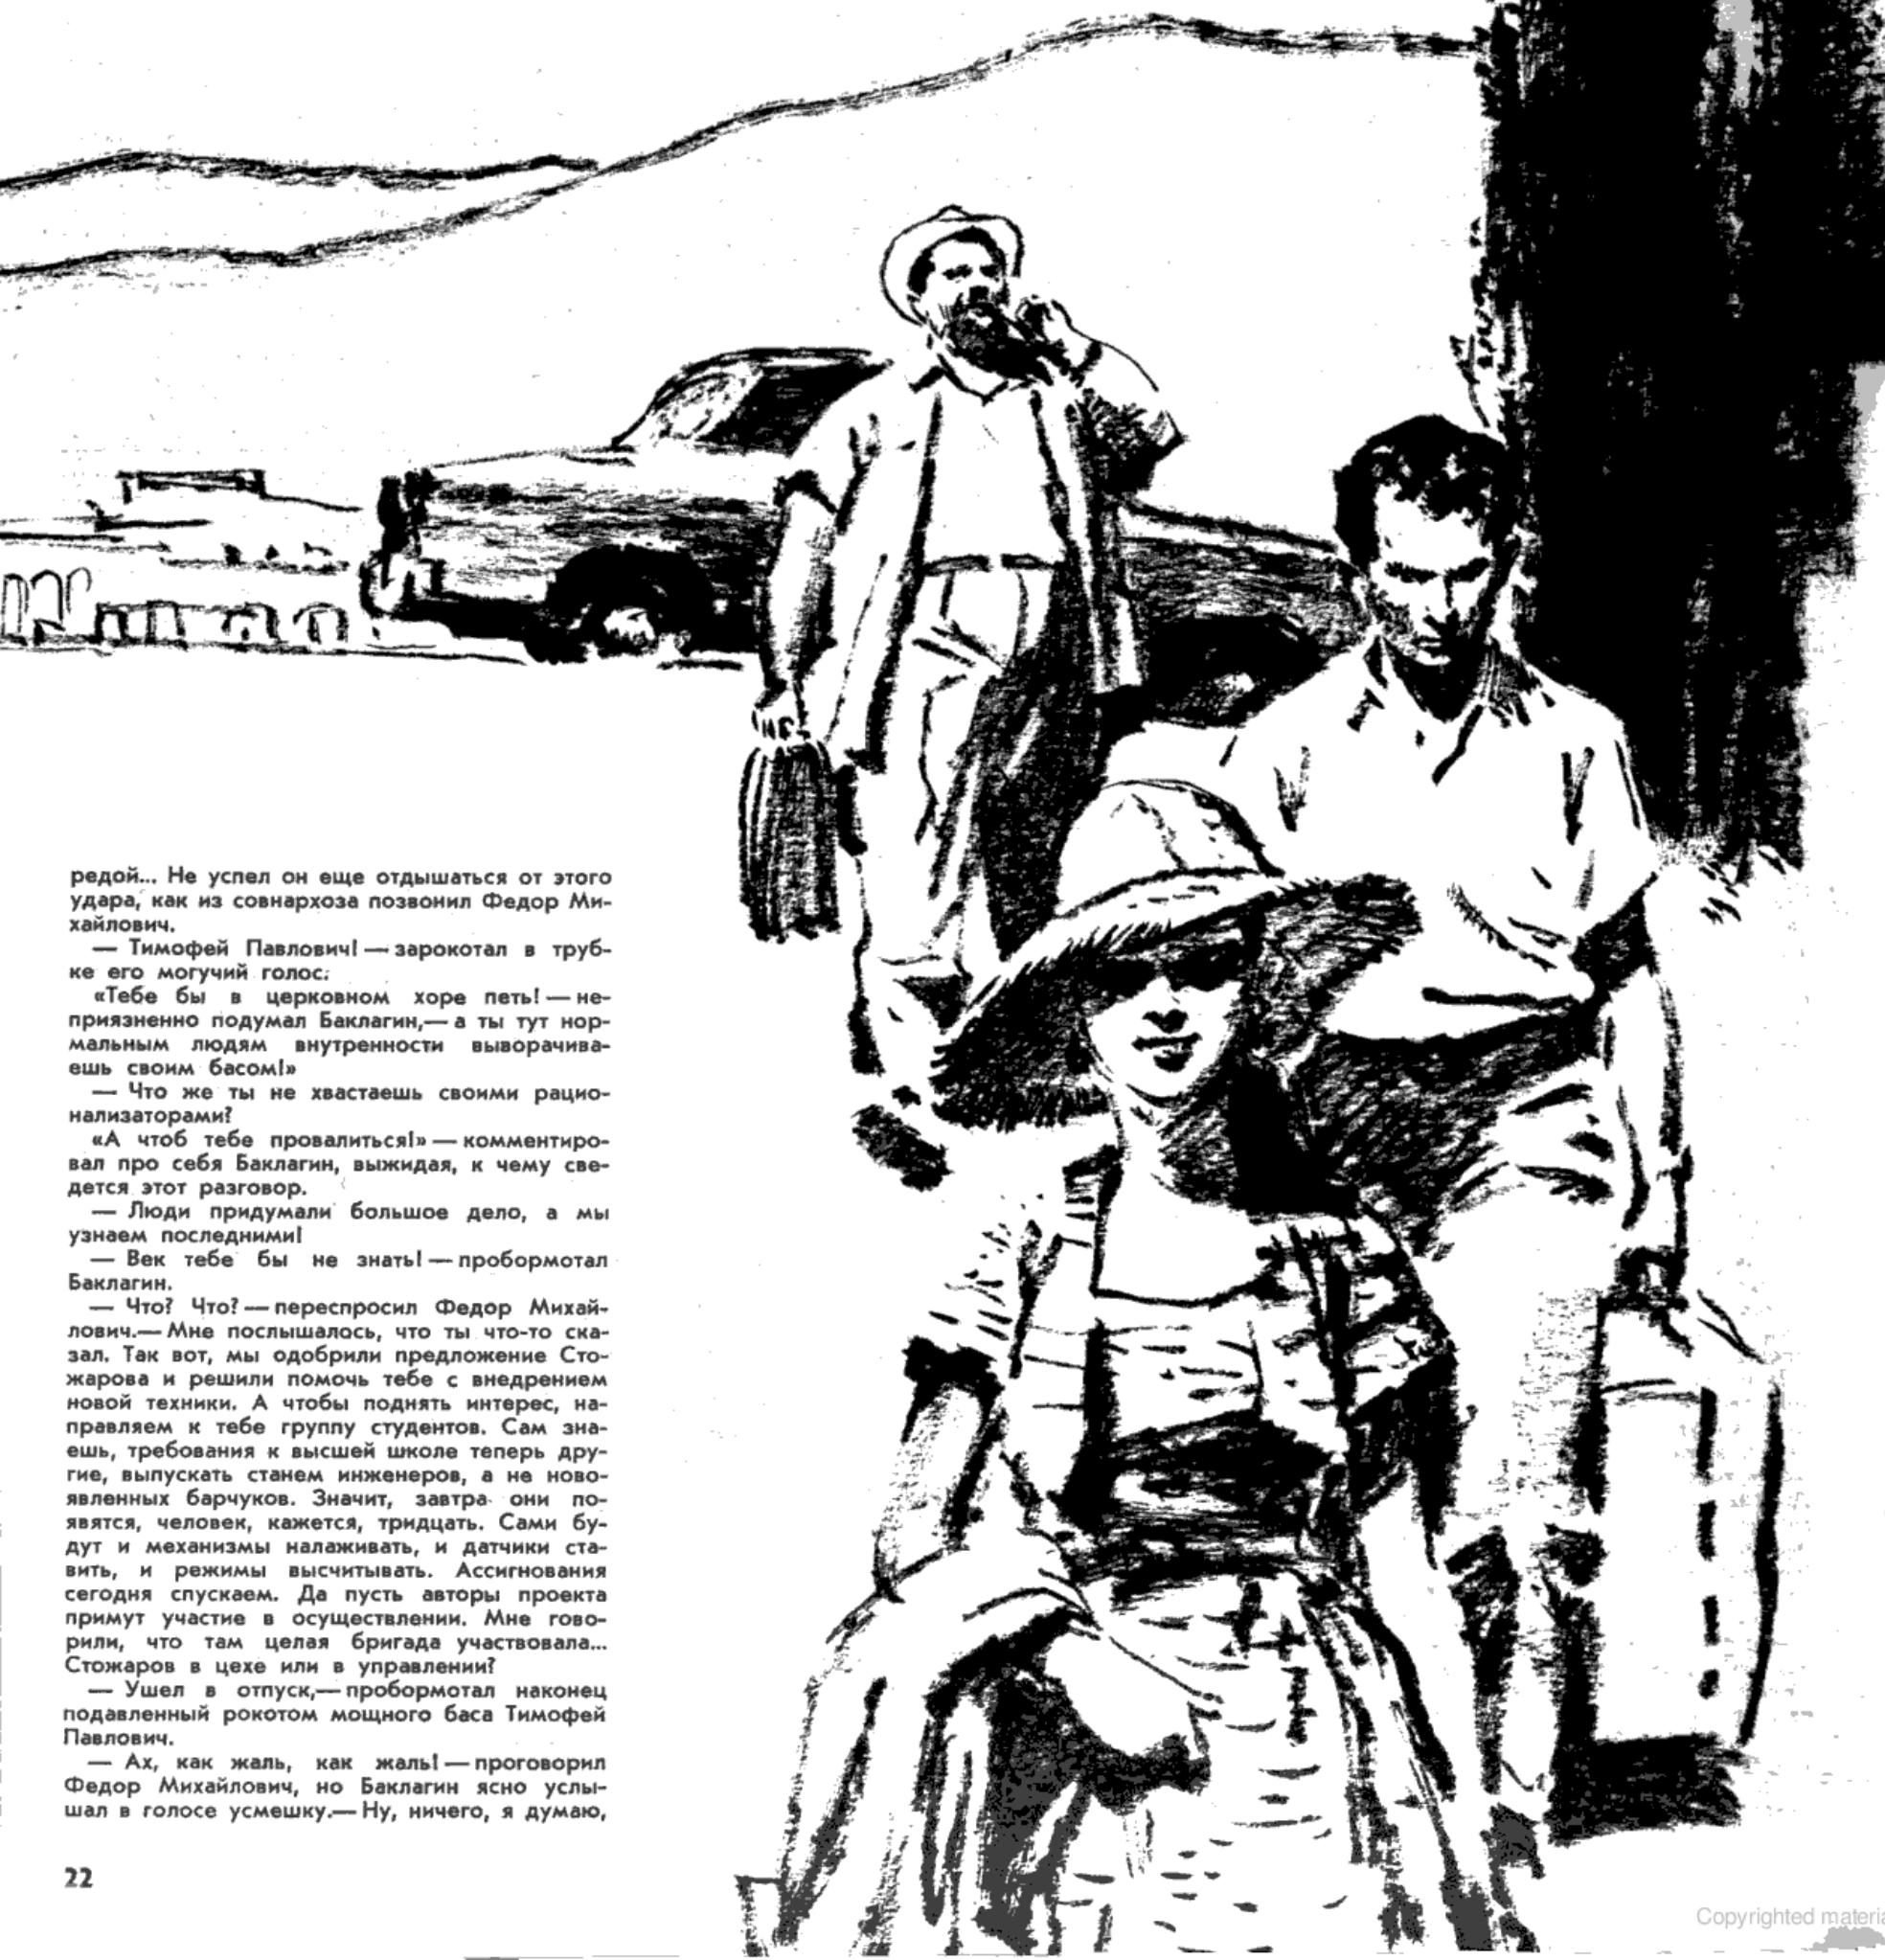 редой... Не успел он еще отдышаться от этого
удара, как из совнархоза позвонил Федор Ми-
хайлович.
— Тимофей Павлович! — зарокотал в труб-
ке его могучий голос.
«Тебе бы в церковном хоре петь! — не-
приязненно подумал Баклагин,— а ты тут нор-
мальным людям внутренности выворачива-
ешь своим басом!»
— Что же ты не хвастаешь своими рацио-
нализаторами?
«А чтоб тебе провалиться!» — комментиро-
вал про себя Баклагин, выжидая, к чему све-
дется этот разговор.
— Люди придумали большое дело, а мы
узнаем последними!
— Век тебе бы не знать! — пробормотал
Баклагин.
— Что? Что? — переспросил Федор Михай-
лович.— Мне послышалось, что ты что-то ска-
зал. Так вот, мы одобрили предложение Сто-
жарова и решили помочь тебе с внедрением
новой техники. А чтобы поднять интерес, на-
правляем к тебе группу студентов. Сам зна-
ешь, требования к высшей школе теперь дру-
гие, выпускать станем инженеров, а не ново-
явленных барчуков. Значит, завтра они по-
явятся, человек, кажется, тридцать. Сами бу-
дут и механизмы налаживать, и датчики ста-
вить, и режимы высчитывать. Ассигнования
сегодня спускаем. Да пусть авторы проекта
примут участие в осуществлении. Мне гово-
рили, что там целая бригада участвовала...
Стожаров в цехе или в управлении?
— Ушел в отпуск,— пробормотал наконец
подавленный рокотом мощного баса Тимофей
Павлович.
— Ах, как жаль, как жаль! — проговорил
Федор Михайлович, но Баклагин ясно услы-
шал в голосе усмешку.— Ну, ничего, я думаю,
22
Copyrighted materia